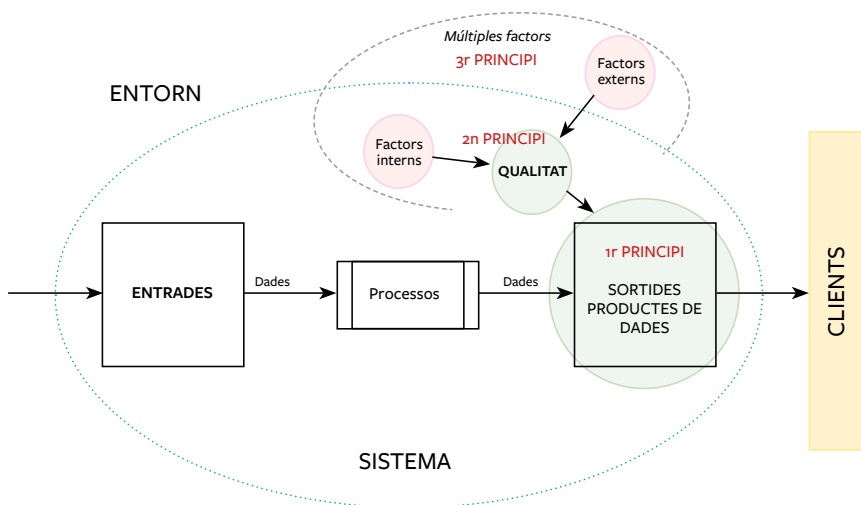 Múltiples factors
3r PRINCIPI
Factors
externs
ENTORN
2n PRINCIPI
Factors
interns
QUALITAT
1r PRINCIPI
ENTRADES
Dades
Processos
Dades
SORTIDES
PRODUCTES DE
DADES
CLIENTS
SISTEMA